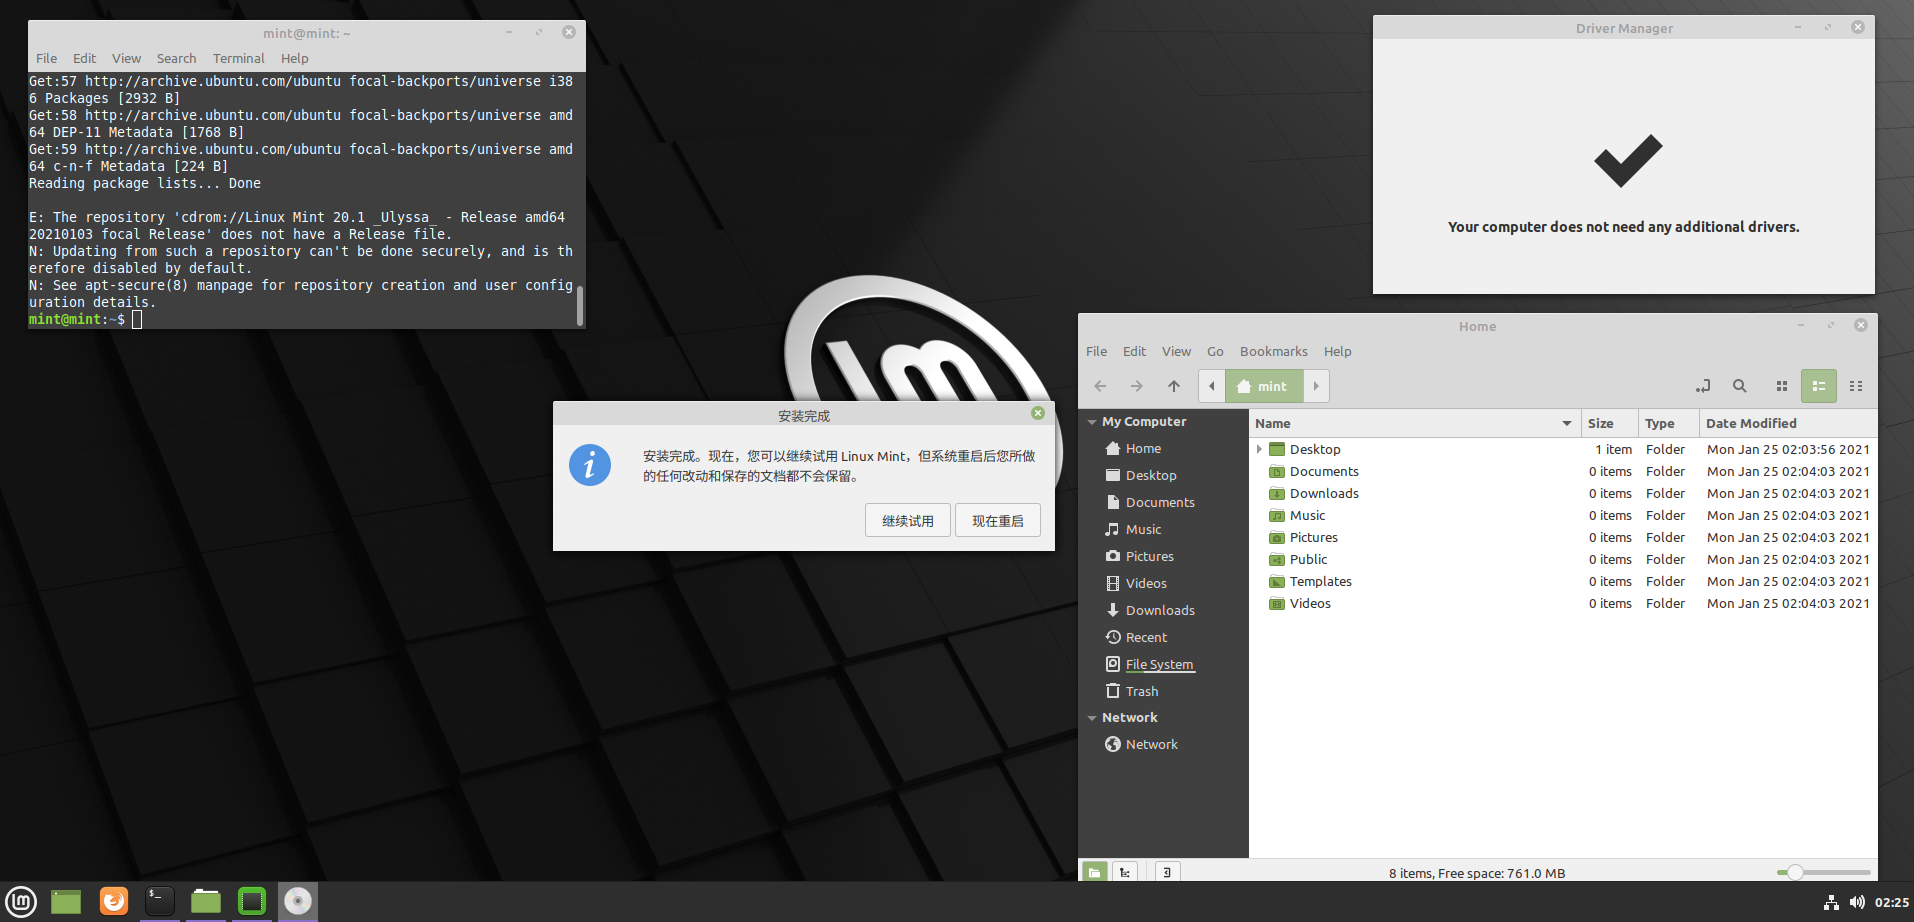 mint@mint: ~
File Edit View Search Terminal Help
Get:57 http://archive.ubuntu.com/ubuntu focal-backports/universe i38
6 Packages [2932 B]
Get:58 http://archive.ubuntu.com/ubuntu focal-backports/universe amd
64 DEP-11 Metadata [1768 B]
Get:59 http://archive.ubuntu.com/ubuntu focal-backports/universe amd
64 c-n-f Metadata [224 B]
Reading package lists... Done
E: The repository 'cdrom://Linux Mint 20.1 _Ulyssa_ - Release amd64
20210103 focal Release' does not have a Release file.
N: Updating from such a repository can't be done securely, and is th
erefore disabled by default.
N: See apt-secure(8) manpage for repository creation and user config
uration details.
mint@mint:~$
Driver Manager
Your computer does not need any additional drivers.
安装完成
安装完成。现在，您可以继续试用 Linux Mint，但系统重启后您所做
的任何改动和保存的文档都不会保留。
继续试用 现在重启
Home
File Edit View Go Bookmarks Help
mint
My Computer
Home
Desktop
Documents
Music
Pictures
Videos
Downloads
Recent
File System
Trash
Network
Network
Name Size Type Date Modified
Desktop 1 item Folder Mon Jan 25 02:03:56 2021
Documents 0 items Folder Mon Jan 25 02:04:03 2021
Downloads 0 items Folder Mon Jan 25 02:04:03 2021
Music 0 items Folder Mon Jan 25 02:04:03 2021
Pictures 0 items Folder Mon Jan 25 02:04:03 2021
Public 0 items Folder Mon Jan 25 02:04:03 2021
Templates 0 items Folder Mon Jan 25 02:04:03 2021
Videos 0 items Folder Mon Jan 25 02:04:03 2021
8 items, Free space: 761.0 MB
02:25